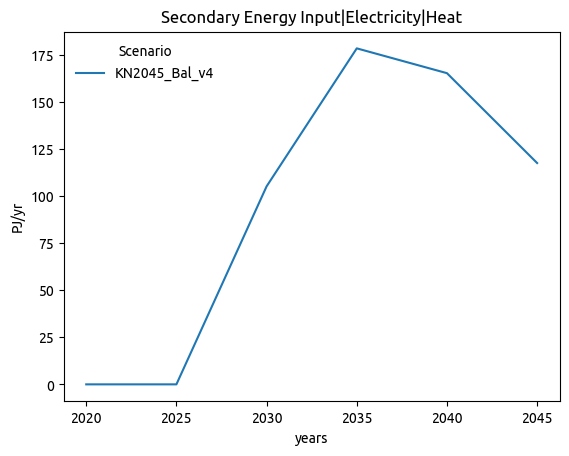 Secondary Energy Input|Electricity|Heat
Scenario
KN2045_Bal_v4
PJ/yr
175
150
125
100
75
50
25
0
2020 2025 2030 2035 2040 2045
years